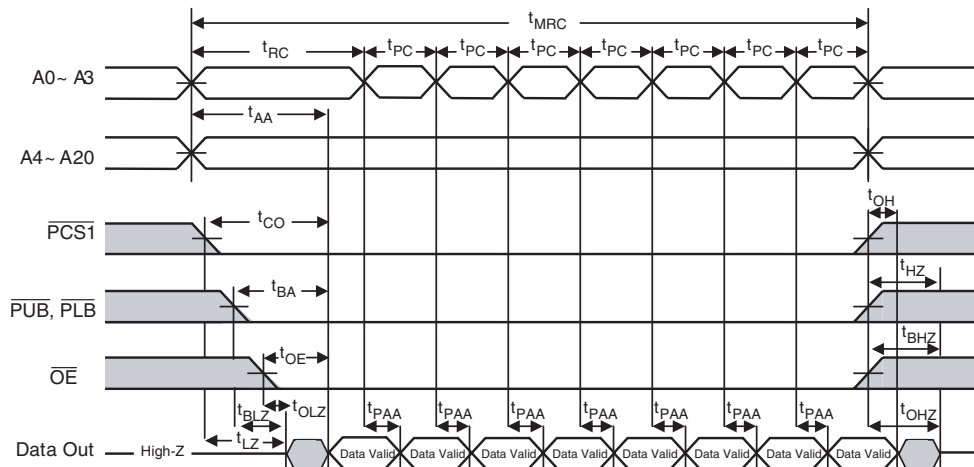 tMRC
tRC tPC tPC tPC tPC tPC tPC tPC
A0~ A3
tAA
A4~ A20
tOH
tCO
PCS1
tHZ
tBA
PUB, PLB
tBHZ
tOE
OE
tBLZ tOLZ tPAA tPAA tPAA tPAA tPAA tPAA tPAA tOHZ
tLZ
Data Out High-Z Data Valid Data Valid Data Valid Data Valid Data Valid Data Valid Data Valid Data Valid